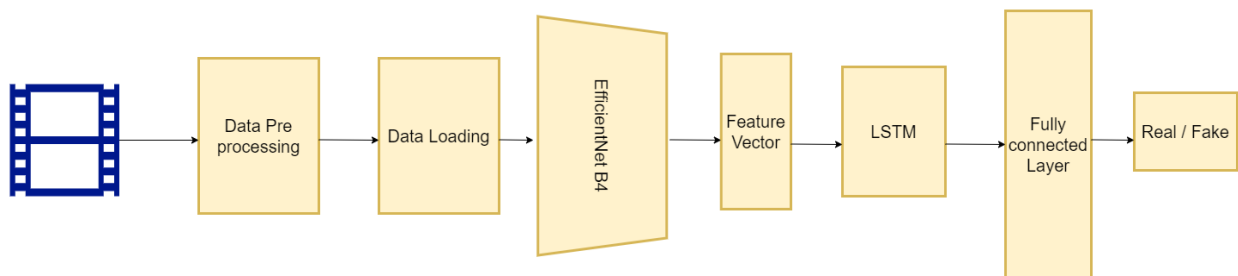 Data Pre
processing
Data Loading
EfficientNet B4
Feature
Vector
LSTM
Fully
connected
Layer
Real / Fake